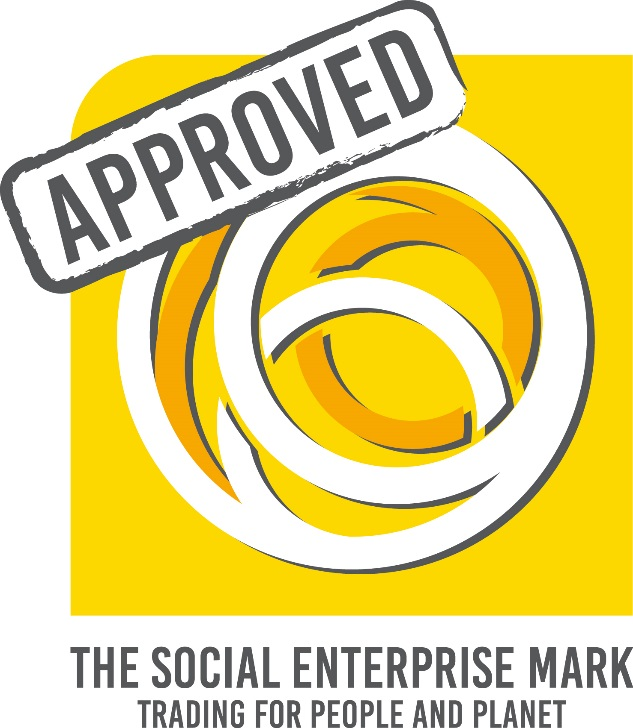 APPROVED
THE SOCIAL ENTERPRISE MARK
TRADING FOR PEOPLE AND PLANET